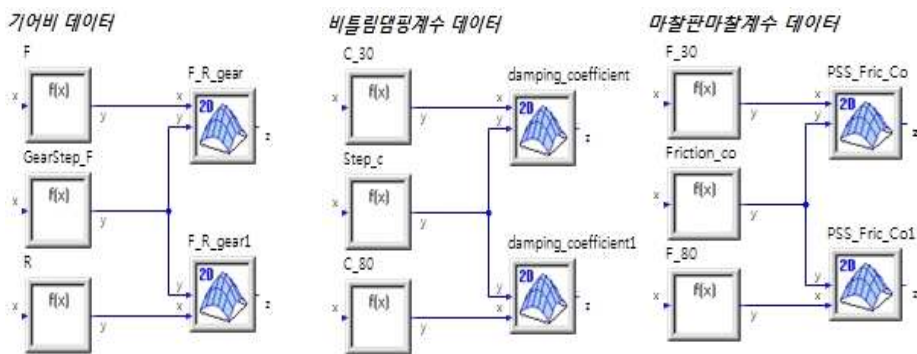 기어비 데이터
F
f(x)
x
y
F_R_gear
x
y
2D
z
GearStep_F
f(x)
x
y
F_R_gear1
y
x
2D
z
R
f(x)
x
y
비틀림댐핑계수 데이터
C_30
f(x)
x
y
damping_coefficient
x
y
2D
z
Step_c
f(x)
x
y
damping_coefficient1
y
x
2D
z
C_80
f(x)
x
y
마찰판마찰계수 데이터
F_30
f(x)
x
y
PSS_Fric_Co
x
y
2D
z
Friction_co
f(x)
x
y
PSS_Fric_Co1
y
x
2D
z
F_80
f(x)
x
y